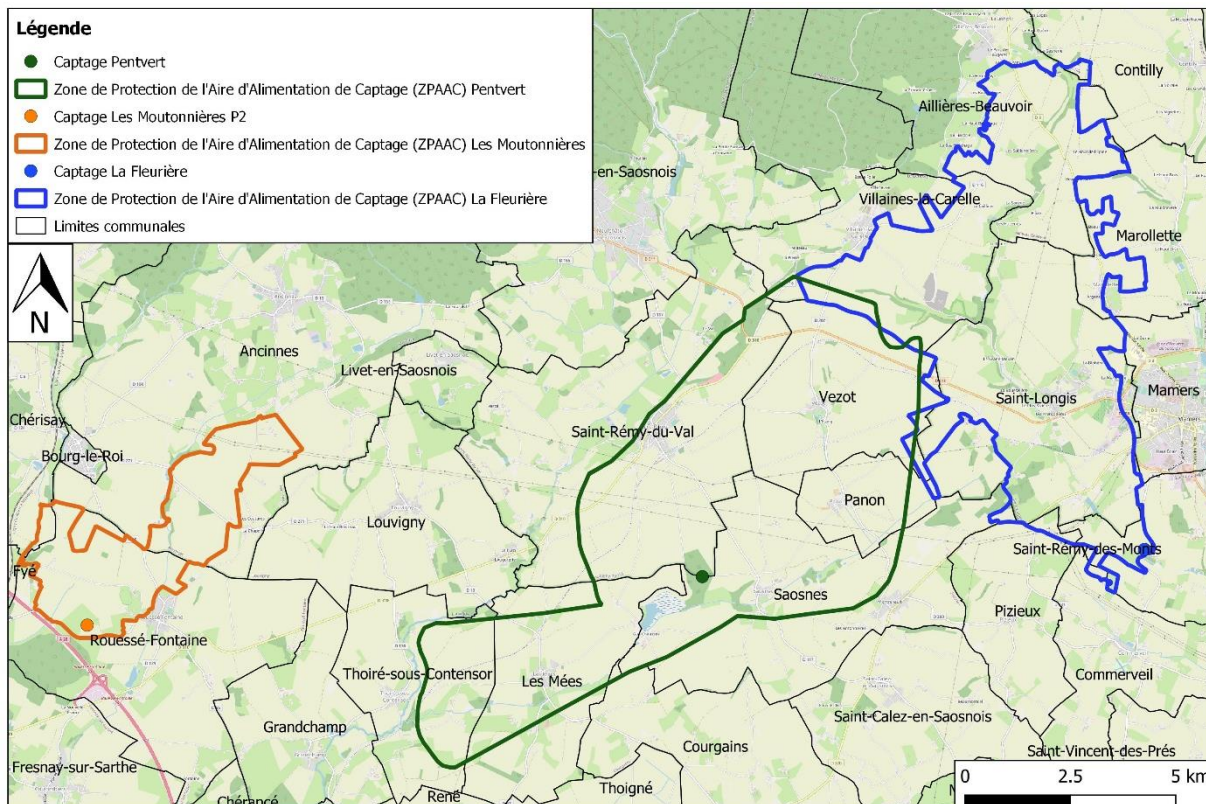 Légende
Captage Pentvert
Zone de Protection de l'Aire d'Alimentation de Captage (ZPAAC) Pentvert
Captage Les Moutonnières P2
Zone de Protection de l'Aire d'Alimentation de Captage (ZPAAC) Les Moutonnières
Captage La Fleurière
Zone de Protection de l'Aire d'Alimentation de Captage (ZPAAC) La Fleurière
Limites communales
N
Contilly
Aillières-Beauvoir
-en-Saosnois
Villaines-la-Carelle
Marollette
Ancinnes
Livet-en-Saosnois
Mamers
Vezot
Saint-Longis
Chérisay
Saint-Rémy-du-Val
Bourg-le-Roi
Panon
Louvigny
Saint-Rémy-des-Monts
Fyé
Saosnes
Pizieux
Rouessé-Fontaine
Thoiré-sous-Contensor
Les Mées
Commerveil
Saint-Calez-en-Saosnois
Grandchamp
Courgains
Saint-Vincent-des-Prés
Fresnay-sur-Sarthe
Thoigné
René
Chérancé
0 2.5 5 km